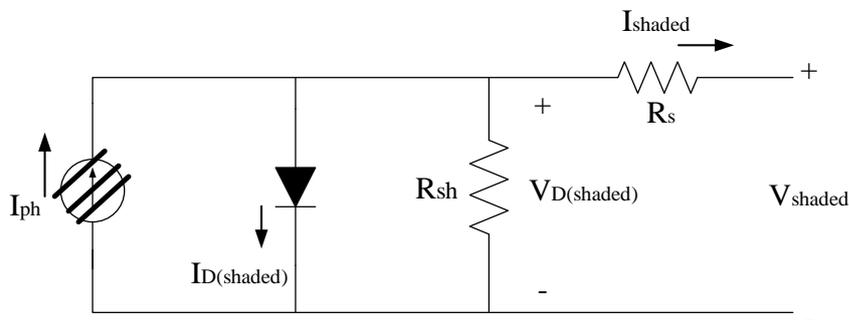 Ishaded
+
+
Rs
Iph
Rsh
VD(shaded)
Vshaded
ID(shaded)
-